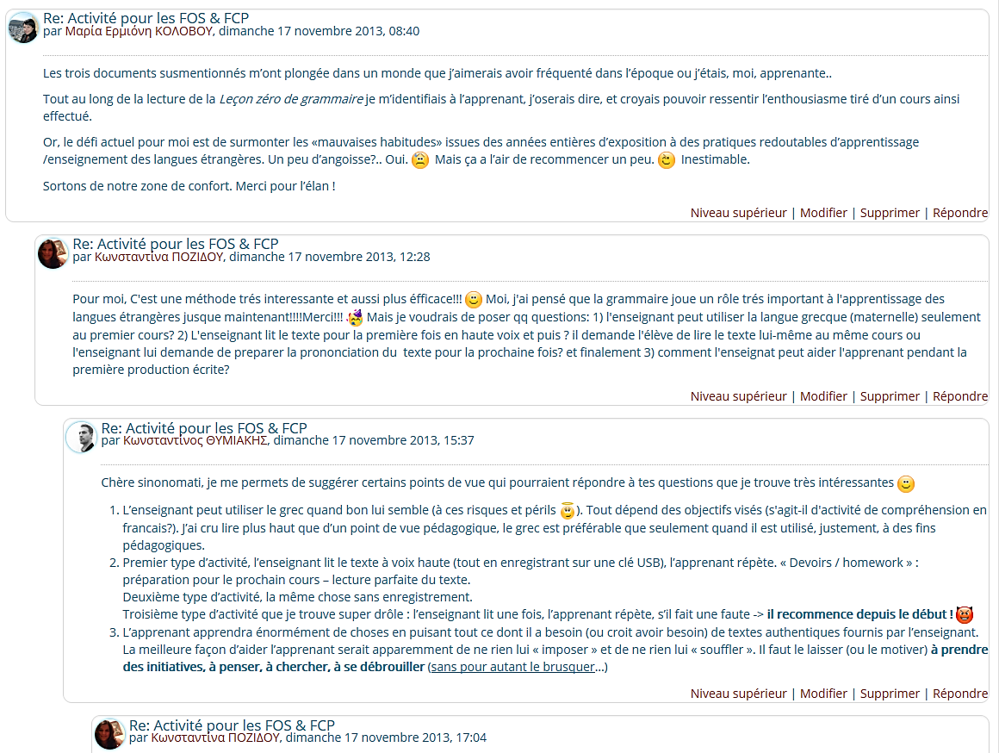 Re: Activité pour les FOS & FCP
par Μαρία Ερμιόνη ΚΟΛΟΒΟΥ, dimanche 17 novembre 2013, 08:40
Les trois documents susmentionnés m’ont plongée dans un monde que j’aimerais avoir fréquenté dans l’époque ou j’étais, moi, apprenante..
Tout au long de la lecture de la Leçon zéro de grammaire je m’identifiais à l’apprenant, j’oserais dire, et croyais pouvoir ressentir l’enthousiasme tiré d’un cours ainsi
effectué.
Or, le défi actuel pour moi est de surmonter les «mauvaises habitudes» issues des années entières d’exposition à des pratiques redoutables d’apprentissage
/enseignement des langues étrangères. Un peu d’angoisse?.. Oui. Mais ça a l’air de recommencer un peu. Inestimable.
Sortons de notre zone de confort. Merci pour l’élan !
Niveau supérieur | Modifier | Supprimer | Répondre
Re: Activité pour les FOS & FCP
par Κωνσταντίνα ΠΟΖΙΔΟΥ, dimanche 17 novembre 2013, 12:28
Pour moi, C'est une méthode trés interessante et aussi plus éfficace!!! Moi, j'ai pensé que la grammaire joue un rôle trés important à l'apprentissage des
langues étrangères jusque maintenant!!!!Merci!!! Mais je voudrais de poser qq questions: 1) l'enseignant peut utiliser la langue grecque (maternelle) seulement
au premier cours? 2) L'enseignant lit le texte pour la première fois en haute voix et puis ? il demande l'élève de lire le texte lui-même au même cours ou
l'enseignant lui demande de preparer la prononciation du texte pour la prochaine fois? et finalement 3) comment l'enseignat peut aider l'apprenant pendant la
première production écrite?
Niveau supérieur | Modifier | Supprimer | Répondre
Re: Activité pour les FOS & FCP
par Κωνσταντίνος ΘΥΜΙΑΚΗΣ, dimanche 17 novembre 2013, 15:37
Chère sinonomati, je me permets de suggérer certains points de vue qui pourraient répondre à tes questions que je trouve très intéressantes
1. L’enseignant peut utiliser le grec quand bon lui semble (à ces risques et périls ). Tout dépend des objectifs visés (s'agit-il d'activité de compréhension en
francais?). J’ai cru lire plus haut que d’un point de vue pédagogique, le grec est préférable que seulement quand il est utilisé, justement, à des fins
pédagogiques.
2. Premier type d’activité, l’enseignant lit le texte à voix haute (tout en enregistrant sur une clé USB), l’apprenant répète. « Devoirs / homework » :
préparation pour le prochain cours – lecture parfaite du texte.
Deuxième type d’activité, la même chose sans enregistrement.
Troisième type d’activité que je trouve super drôle : l’enseignant lit une fois, l’apprenant répète, s’il fait une faute -> il recommence depuis le début !
3. L’apprenant apprendra énormément de choses en puisant tout ce dont il a besoin (ou croit avoir besoin) de textes authentiques fournis par l’enseignant.
La meilleure façon d’aider l’apprenant serait apparemment de ne rien lui « imposer » et de ne rien lui « souffler ». Il faut le laisser (ou le motiver) à prendre
des initiatives, à penser, à chercher, à se débrouiller (sans pour autant le brusquer...)
Niveau supérieur | Modifier | Supprimer | Répondre
Re: Activité pour les FOS & FCP
par Κωνσταντίνα ΠΟΖΙΔΟΥ, dimanche 17 novembre 2013, 17:04